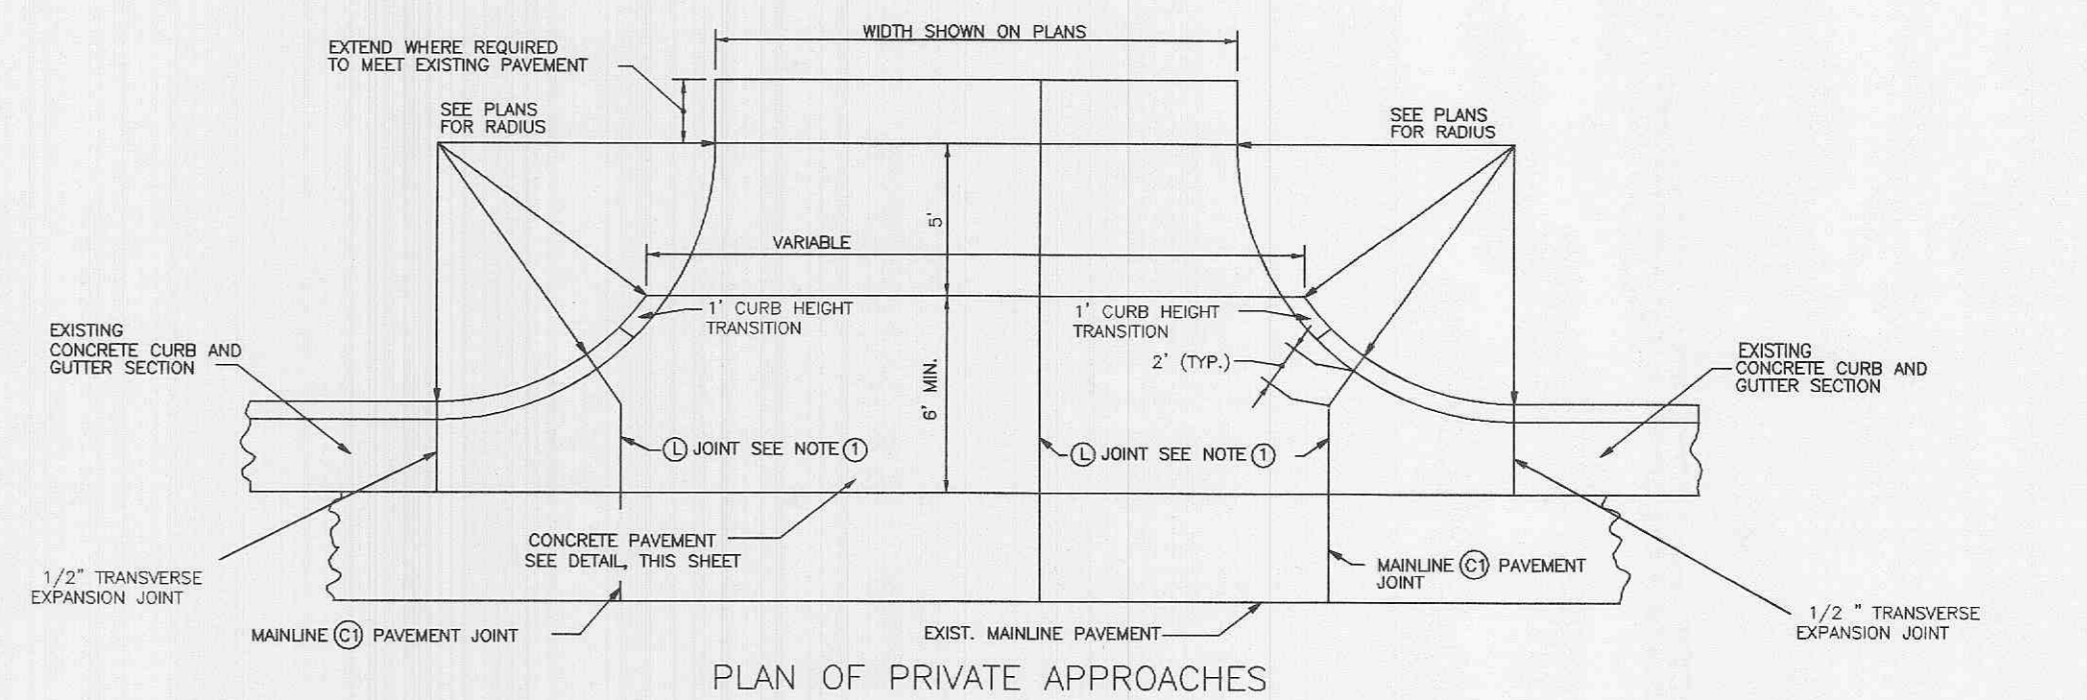 WIDTH SHOWN ON PLANS
EXTEND WHERE REQUIRED
TO MEET EXISTING PAVEMENT
SEE PLANS
FOR RADIUS
SEE PLANS
FOR RADIUS
5'
VARIABLE
1' CURB HEIGHT
TRANSITION
1' CURB HEIGHT
TRANSITION
2' (TYP.)
EXISTING
CONCRETE CURB AND
GUTTER SECTION
EXISTING
CONCRETE CURB AND
GUTTER SECTION
6' MIN.
L JOINT SEE NOTE 1
L JOINT SEE NOTE 1
CONCRETE PAVEMENT
SEE DETAIL, THIS SHEET
MAINLINE C1 PAVEMENT
JOINT
1/2" TRANSVERSE
EXPANSION JOINT
1/2 " TRANSVERSE
EXPANSION JOINT
MAINLINE C1 PAVEMENT JOINT
EXIST. MAINLINE PAVEMENT
PLAN OF PRIVATE APPROACHES